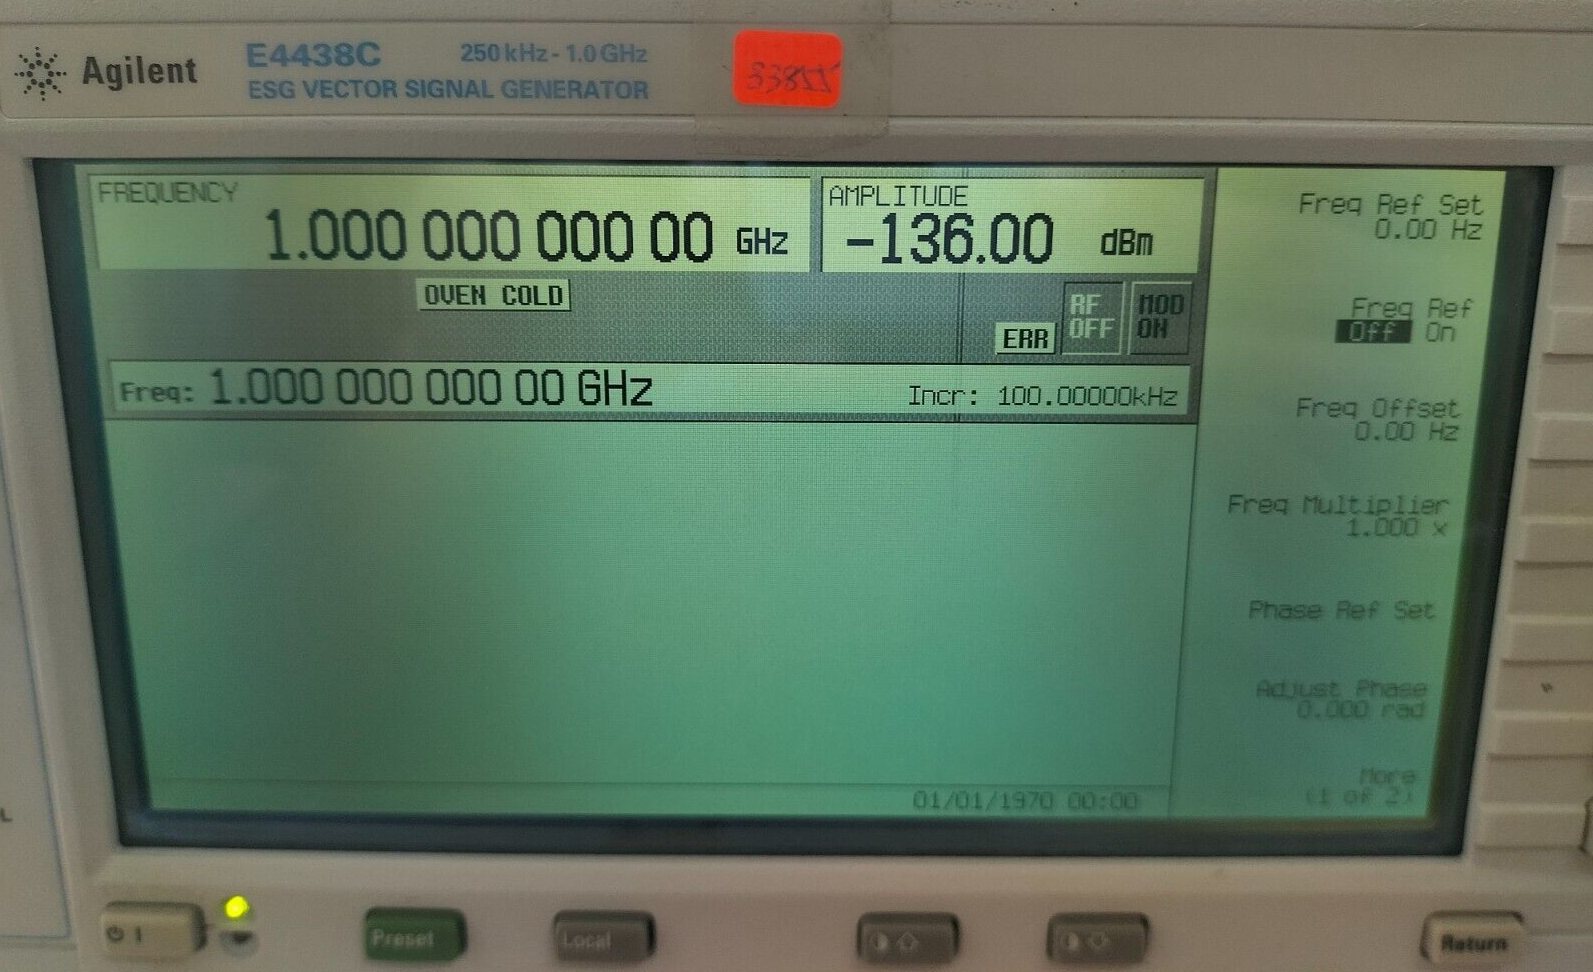 Agilent
E4438C 250 kHz - 1.0 GHz
ESG VECTOR SIGNAL GENERATOR
FREQUENCY
1.000 000 000 00 GHz
AMPLITUDE
-136.00 dBm
OVEN COLD
ERR
RF
OFF
MOD
ON
Freq: 1.000 000 000 00 GHz
Incr: 100.00000kHz
Freq Ref Set
0.00 Hz
Freq Ref
Off On
Freq Offset
0.00 Hz
Freq Multiplier
1.000 x
Phase Ref Set
Adjust Phase
0.000 rad
More
(1 of 2)
01/01/1970 00:00
L
Preset
Local
Return